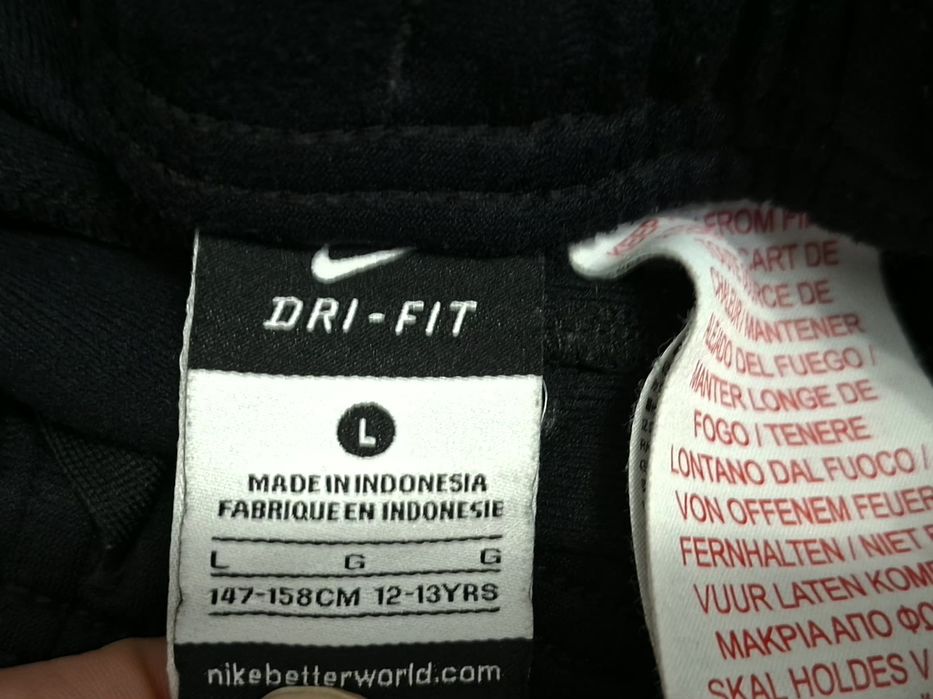 DRI-FIT
L
MADE IN INDONESIA
FABRIQUE EN INDONESIE
L G G
147-158CM 12-13YRS
nikebetterworld.com
FROM
CART DE
DE
MANTENER
DEL FUEGO /
MANTER LONGE DE
FOGO / TENERE
LONTANO DAL FUOCO /
VON OFFENEM FEUER
FERNHALTEN / NIET
VUUR LATEN
ΜΑΚΡΙΑ ΑΠΟ
SKAL HOLDES